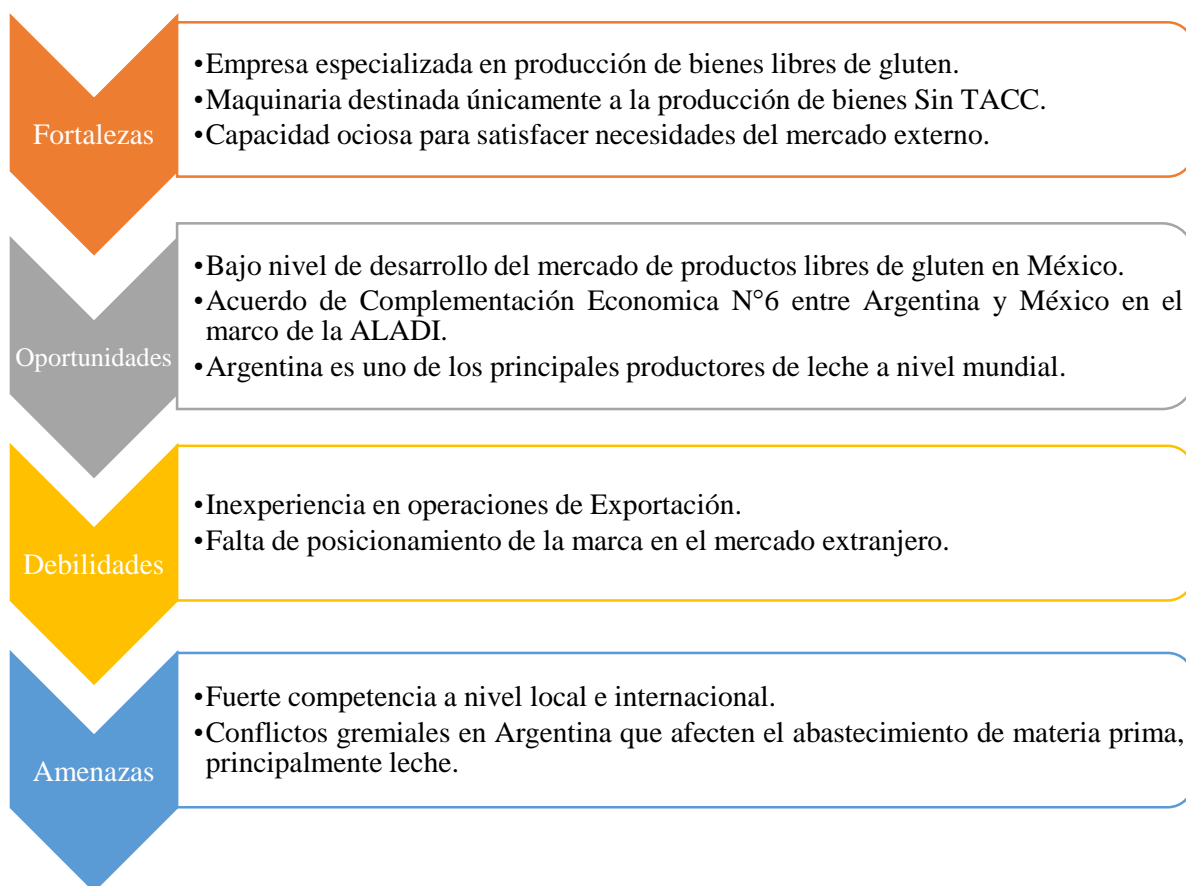 Fortalezas
•Empresa especializada en producción de bienes libres de gluten.
•Maquinaria destinada únicamente a la producción de bienes Sin TACC.
•Capacidad ociosa para satisfacer necesidades del mercado externo.
Oportunidades
•Bajo nivel de desarrollo del mercado de productos libres de gluten en México.
•Acuerdo de Complementación Economica N°6 entre Argentina y México en el
marco de la ALADI.
•Argentina es uno de los principales productores de leche a nivel mundial.
Debilidades
•Inexperiencia en operaciones de Exportación.
•Falta de posicionamiento de la marca en el mercado extranjero.
Amenazas
•Fuerte competencia a nivel local e internacional.
•Conflictos gremiales en Argentina que afecten el abastecimiento de materia prima,
principalmente leche.